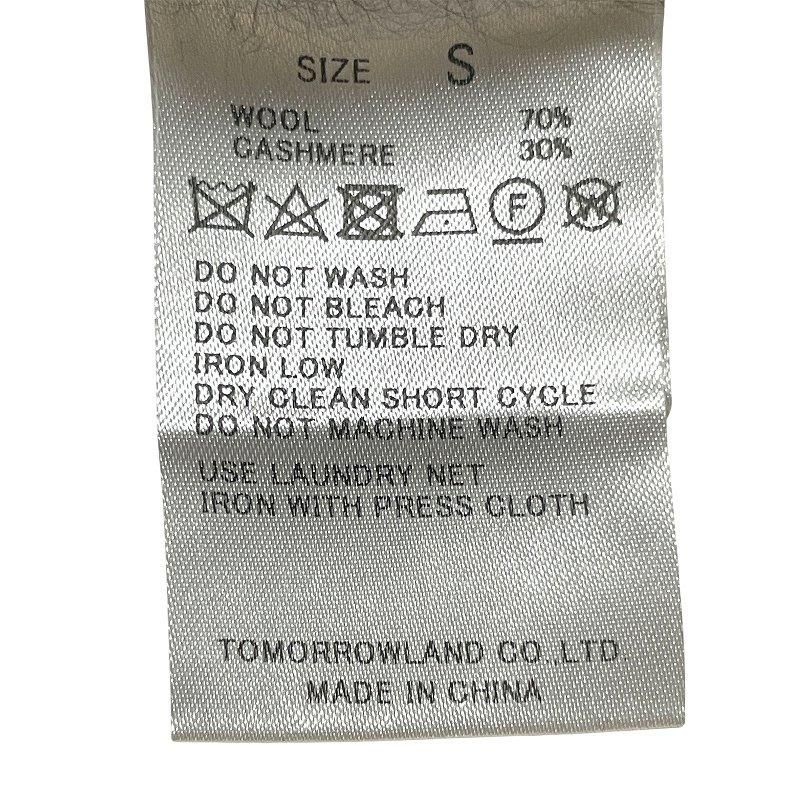 SIZE S
WOOL 70%
CASHMERE 30%
F W
DO NOT WASH
DO NOT BLEACH
DO NOT TUMBLE DRY
IRON LOW
DRY CLEAN SHORT CYCLE
DO NOT MACHINE WASH
USE LAUNDRY NET
IRON WITH PRESS CLOTH
TOMORROWLAND CO.,LTD.
MADE IN CHINA